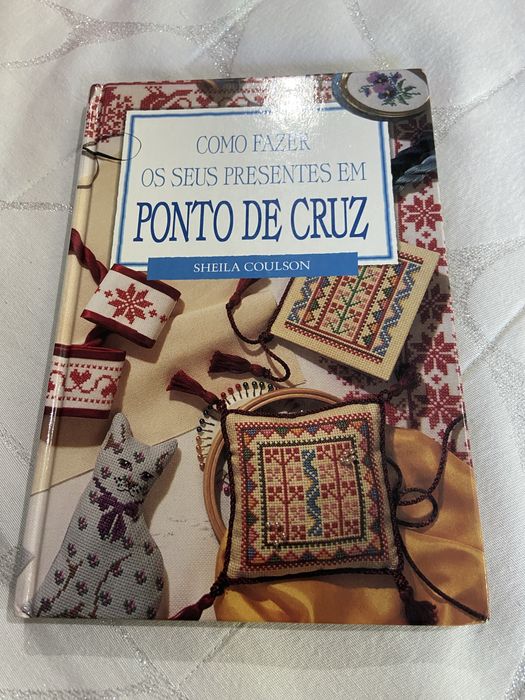 COMO FAZER
OS SEUS PRESENTES EM
PONTO DE CRUZ
SHEILA COULSON